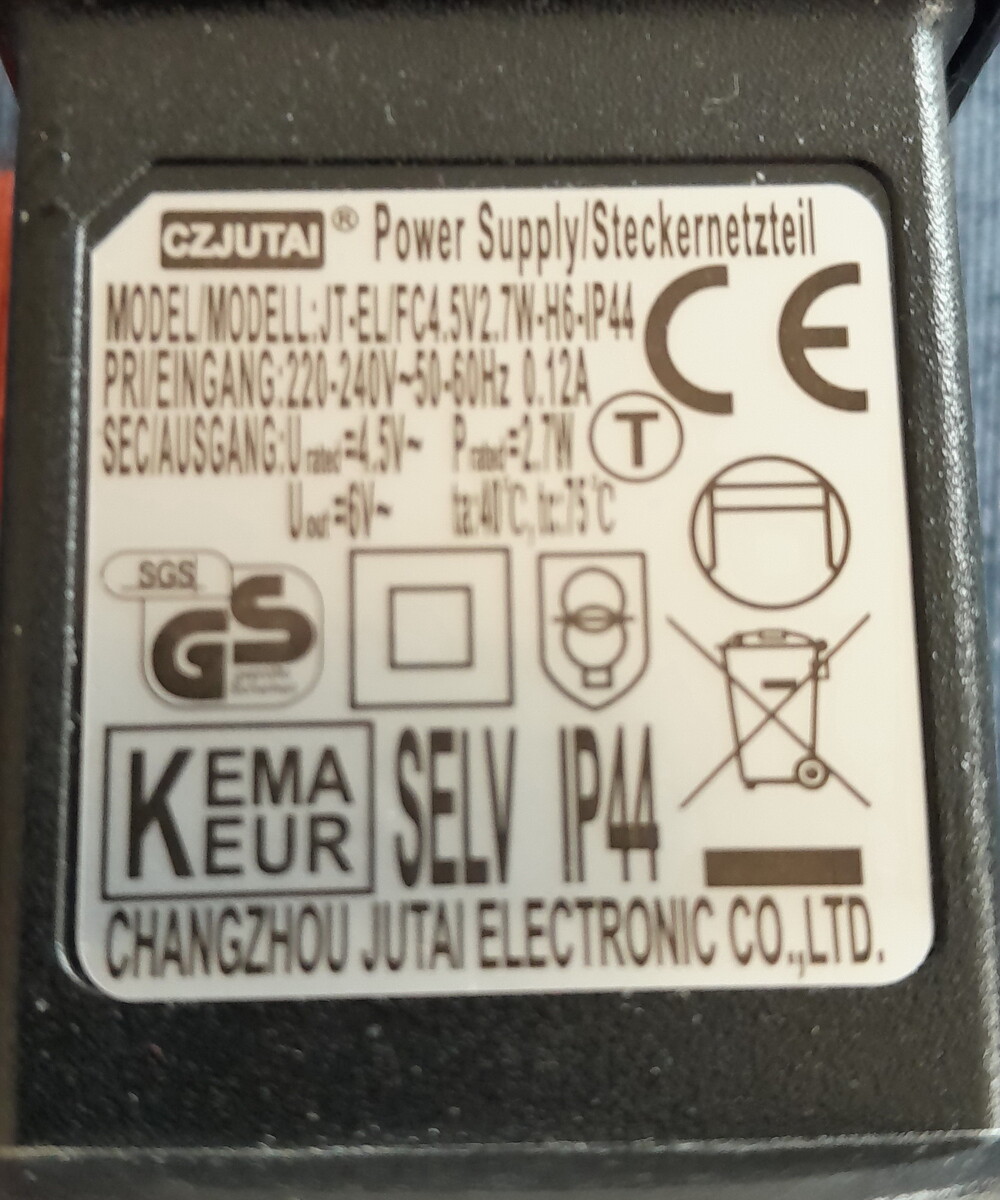 CZJUTAI® Power Supply/Steckernetzteil
MODEL/MODELL:JT-EL/FC4.5V2.7W-H6-IP44
PRI/EINGANG:220-240V~50-60Hz 0.12A
SEC/AUSGANG:Urated=4.5V~ Prated=2.7W
T
Uout=6V~ ta:40°C, tc:75°C
CE
SGS
GS
geprüfte
Sicherheit
KEMA
KEUR
SELV IP44
CHANGZHOU JUTAI ELECTRONIC CO.,LTD.